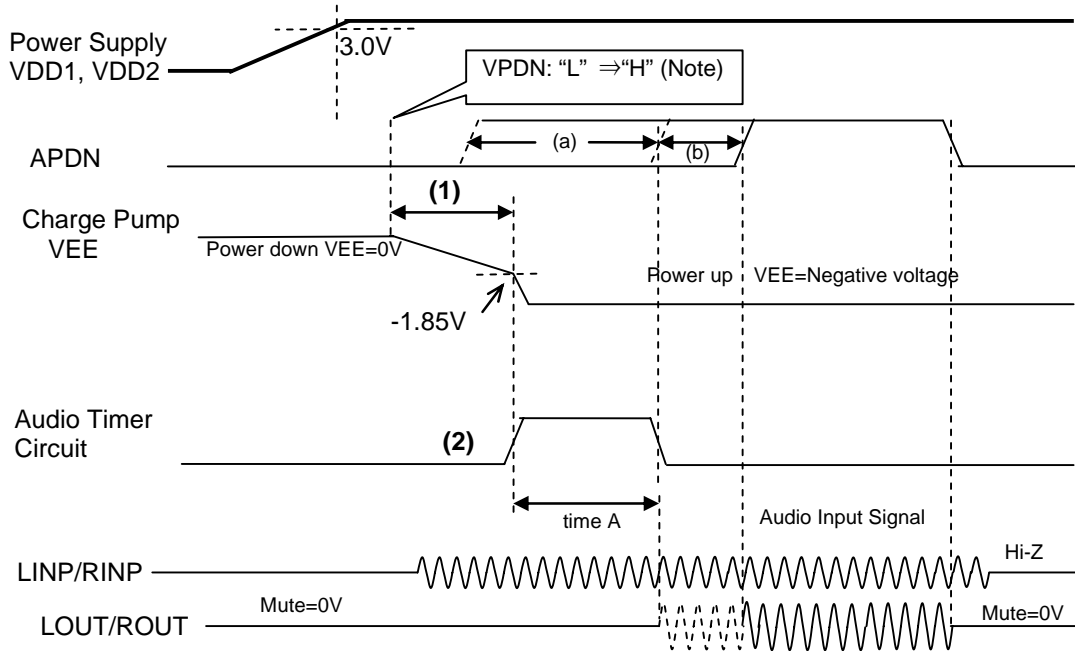 Power Supply
VDD1, VDD2
3.0V
VPDN: “L” ⇒“H” (Note)
APDN
(a)
(b)
(1)
Charge Pump
VEE
Power down VEE=0V
Power up
VEE=Negative voltage
-1.85V
Audio Timer
Circuit
(2)
time A
Audio Input Signal
LINP/RINP
Hi-Z
LOUT/ROUT
Mute=0V
Mute=0V